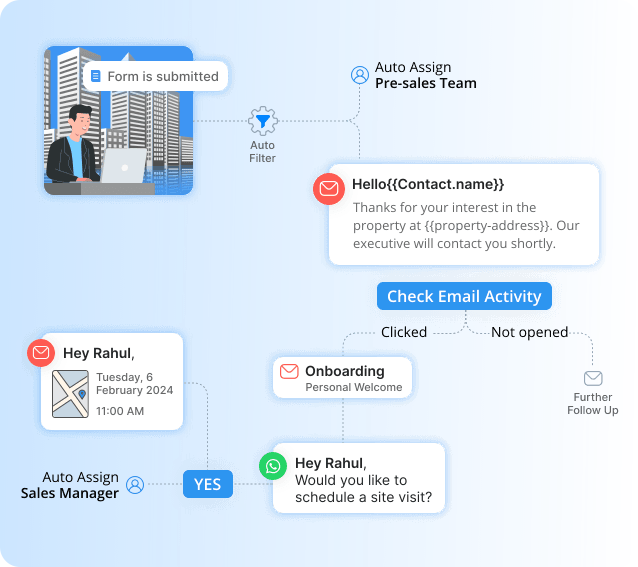 Form is submitted
Auto
Filter
Auto Assign
Pre-sales Team
Hello{{Contact.name}}
Thanks for your interest in the
property at {{property-address}}. Our
executive will contact you shortly.
Check Email Activity
Clicked
Not opened
Onboarding
Personal Welcome
Further
Follow Up
Hey Rahul,
Would you like to
schedule a site visit?
YES
Hey Rahul,
Tuesday, 6
February 2024
11:00 AM
Auto Assign
Sales Manager